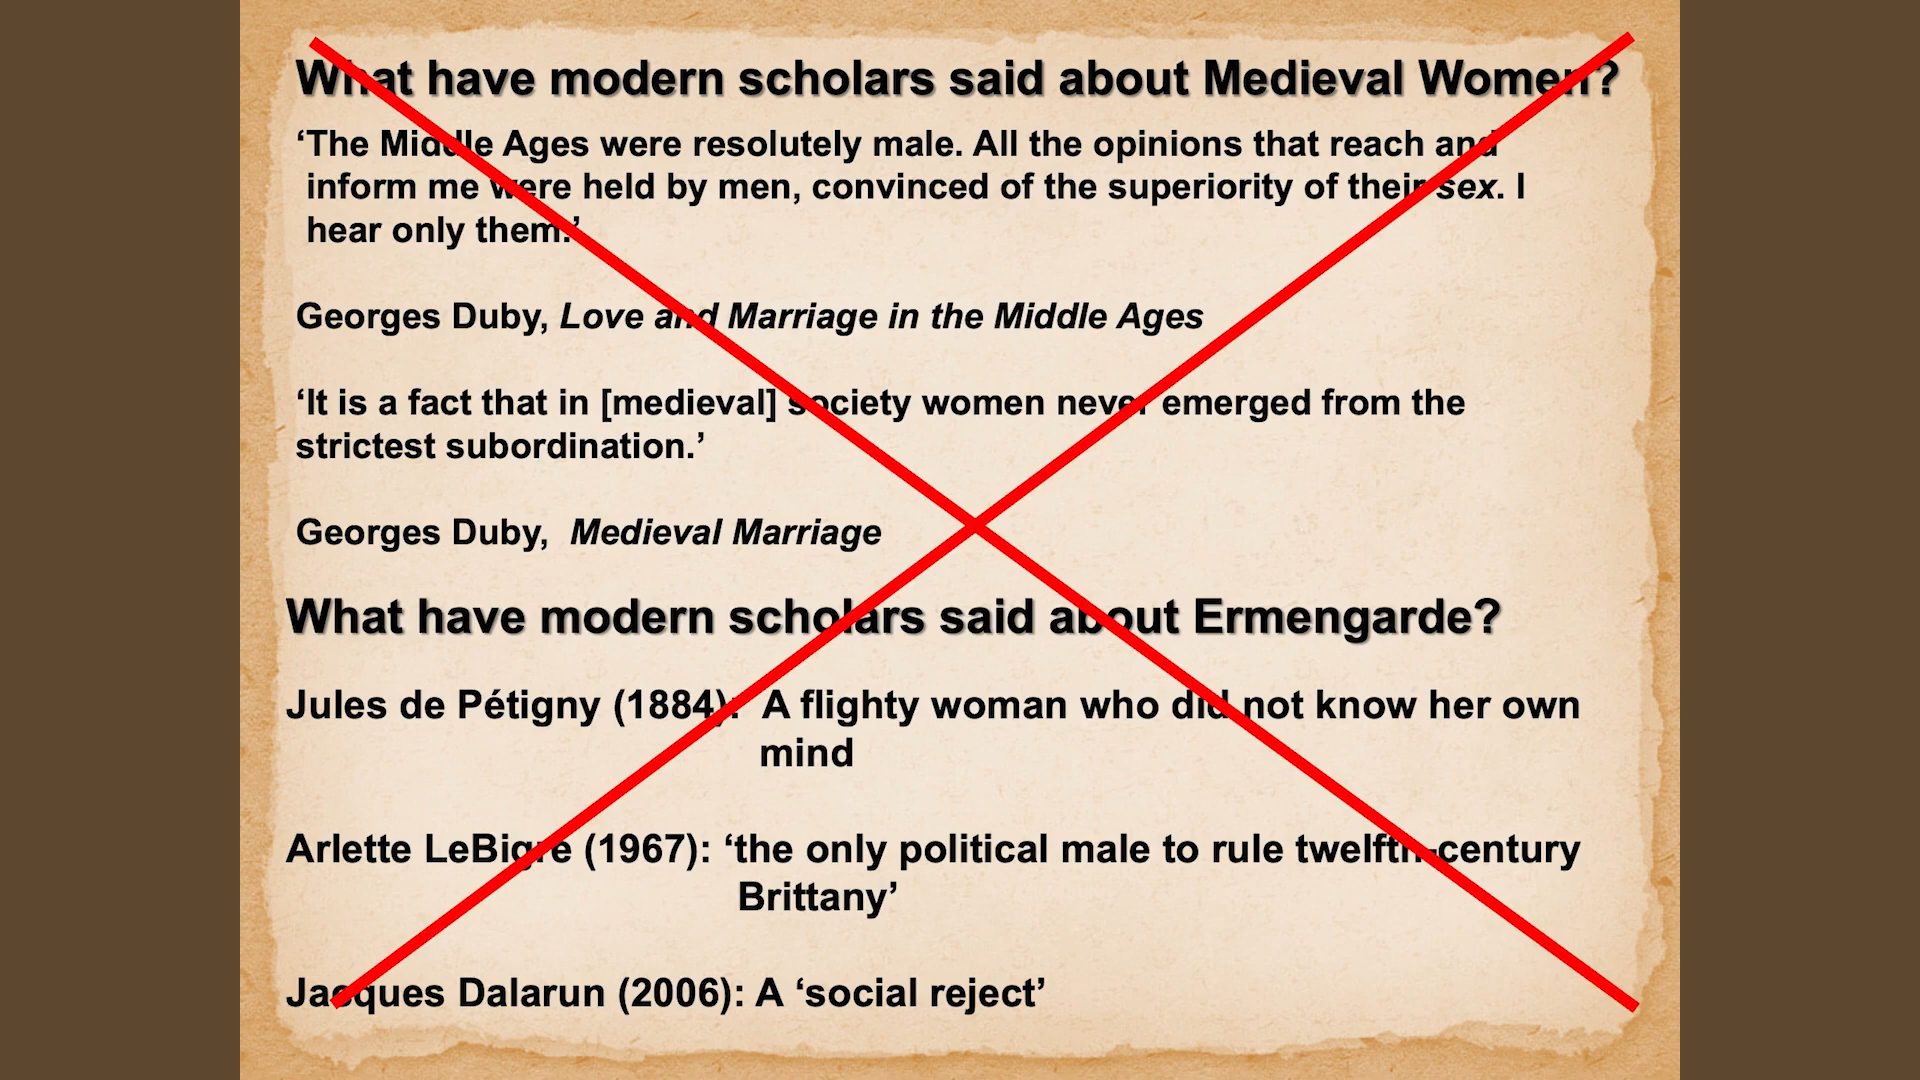 What have modern scholars said about Medieval Women?
‘The Middle Ages were resolutely male. All the opinions that reach and
inform me were held by men, convinced of the superiority of their sex. I
hear only them.’
Georges Duby, Love and Marriage in the Middle Ages
‘It is a fact that in [medieval] society women never emerged from the
strictest subordination.’
Georges Duby, Medieval Marriage
What have modern scholars said about Ermengarde?
Jules de Pétigny (1884): A flighty woman who did not know her own
mind
Arlette LeBigre (1967): ‘the only political male to rule twelfth-century
Brittany’
Jacques Dalarun (2006): A ‘social reject’